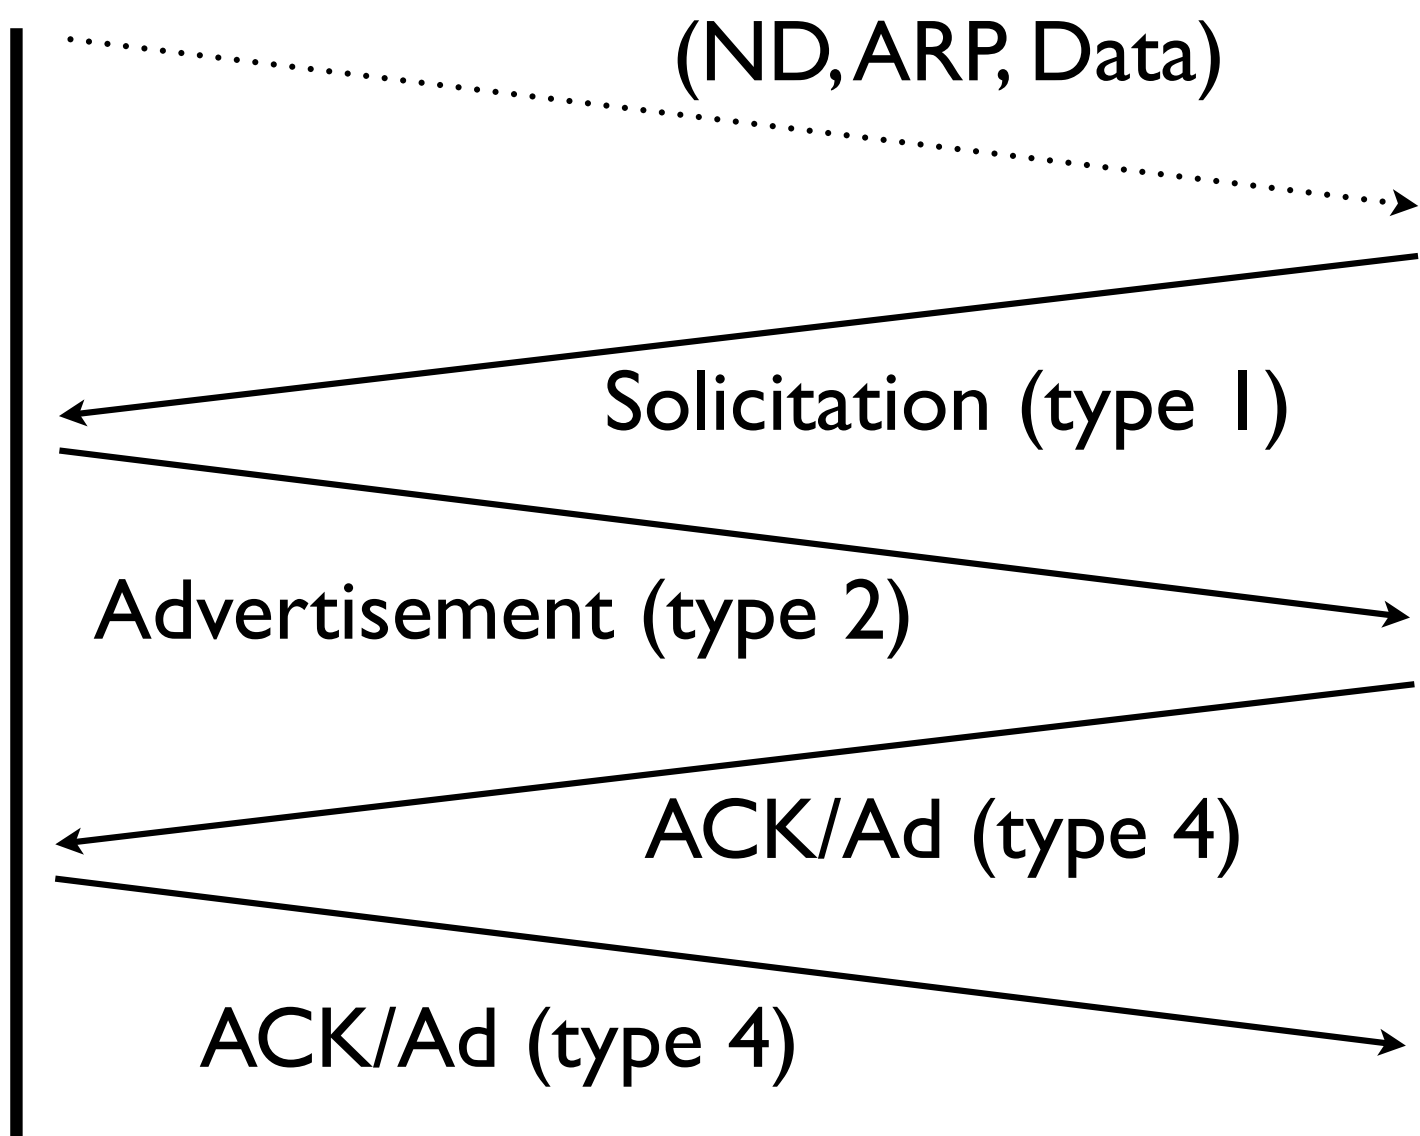 (ND, ARP, Data)
Solicitation (type 1)
Advertisement (type 2)
ACK/Ad (type 4)
ACK/Ad (type 4)